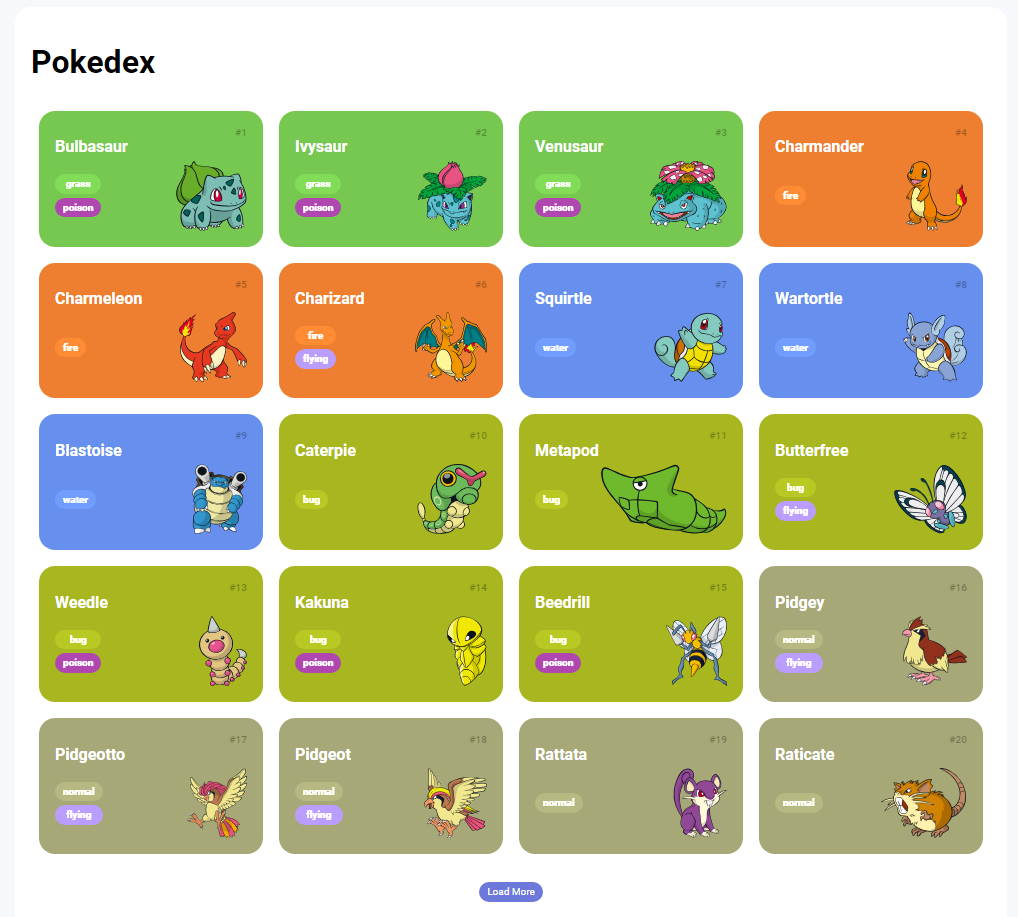 Pokedex
#1
Bulbasaur
grass
poison
#2
Ivysaur
grass
poison
#3
Venusaur
grass
poison
#4
Charmander
fire
#5
Charmeleon
fire
#6
Charizard
fire
flying
#7
Squirtle
water
#8
Wartortle
water
#9
Blastoise
water
#10
Caterpie
bug
#11
Metapod
bug
#12
Butterfree
bug
flying
#13
Weedle
bug
poison
#14
Kakuna
bug
poison
#15
Beedrill
bug
poison
#16
Pidgey
normal
flying
#17
Pidgeotto
normal
flying
#18
Pidgeot
normal
flying
#19
Rattata
normal
#20
Raticate
normal
Load More